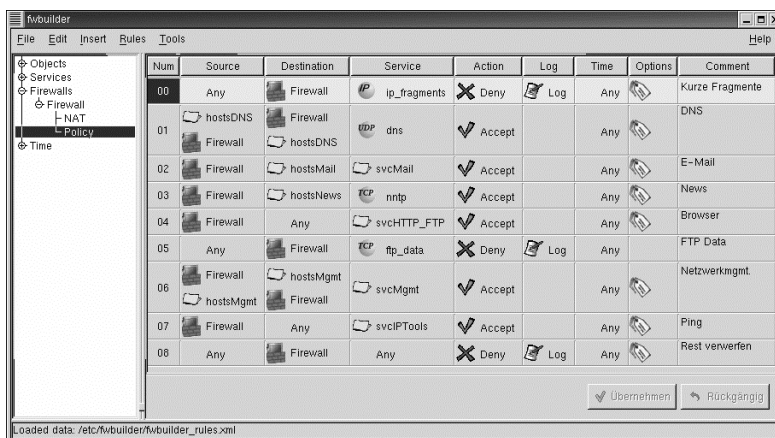 fwbuilder
File Edit Insert Rules Tools Help
Objects
Services
Firewalls
Firewall
NAT
Policy
Time
Num Source Destination Service Action Log Time Options Comment
00 Any Firewall IP ip_fragments Deny Log Any Kurze Fragmente
01 hostsDNS Firewall UDP dns Accept Any DNS
Firewall hostsDNS
02 Firewall hostsMail svcMail Accept Any E-Mail
03 Firewall hostsNews TCP nntp Accept Any News
04 Firewall Any svcHTTP_FTP Accept Any Browser
05 Any Firewall TCP ftp_data Deny Log Any FTP Data
06 Firewall hostsMgmt svcMgmt Accept Any Netzwerkmgmt.
hostsMgmt Firewall
07 Firewall Any svcIPTools Accept Any Ping
08 Any Firewall Any Deny Log Any Rest verwerfen
Übernehmen Rückgängig
Loaded data: /etc/fwbuilder/fwbuilder_rules.xml